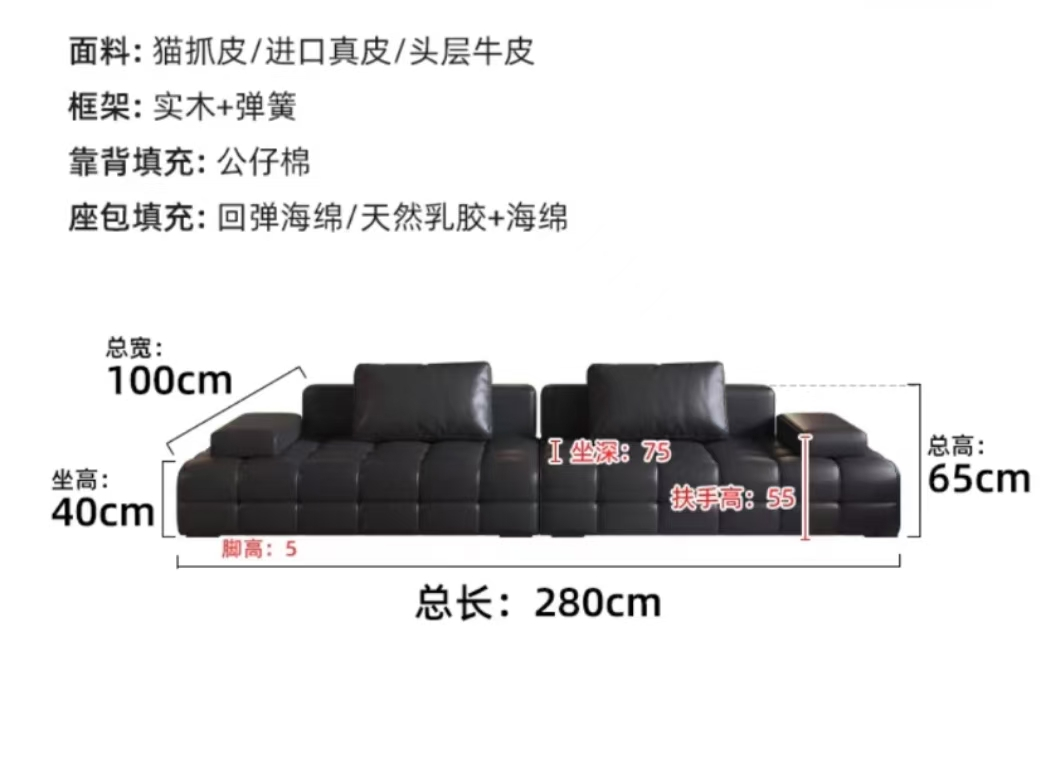 面料: 猫抓皮/进口真皮/头层牛皮
框架: 实木+弹簧
靠背填充: 公仔棉
座包填充: 回弹海绵/天然乳胶+海绵
总宽:
100cm
坐高:
40cm
坐深: 75
扶手高: 55
总高:
65cm
脚高: 5
总长: 280cm